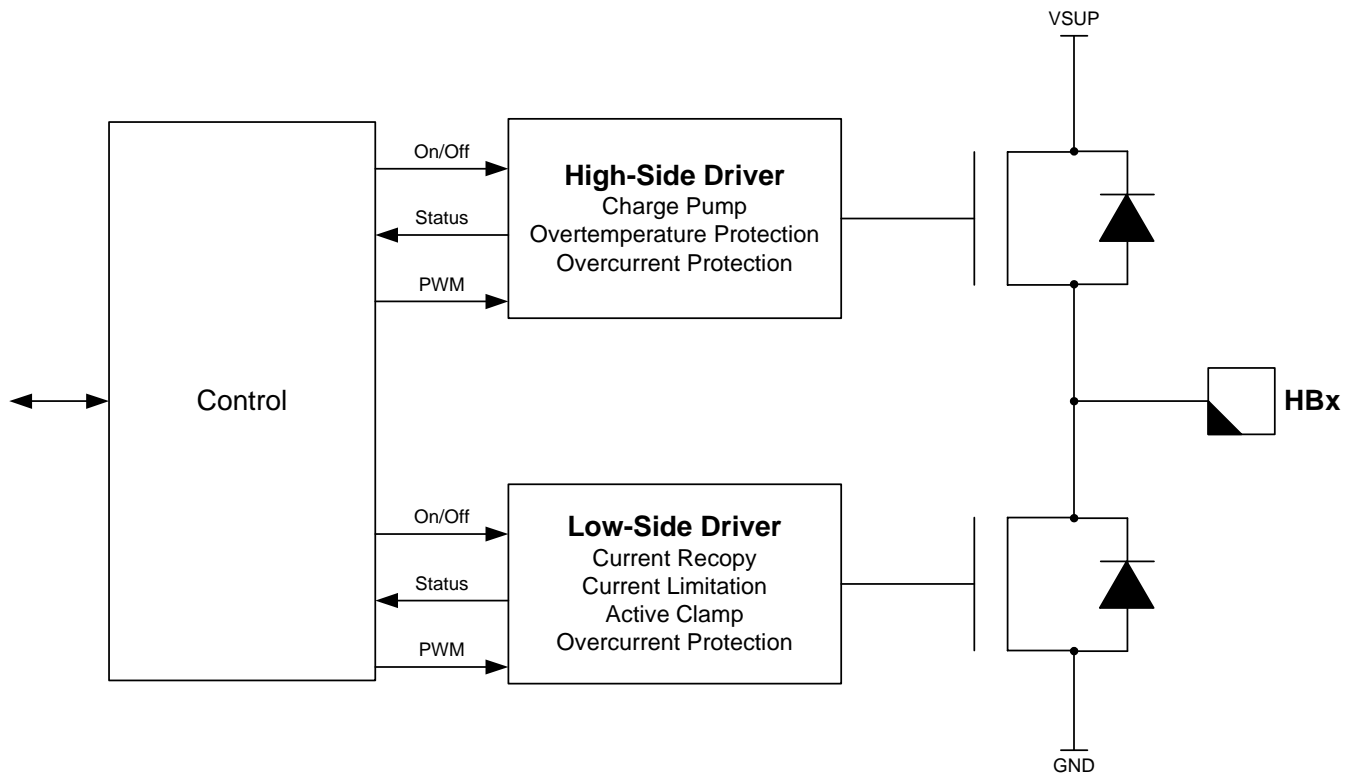 VSUP
On/Off
Status
PWM
High-Side Driver
Charge Pump
Overtemperature Protection
Overcurrent Protection
Control
HBx
On/Off
Status
PWM
Low-Side Driver
Current Recopy
Current Limitation
Active Clamp
Overcurrent Protection
GND